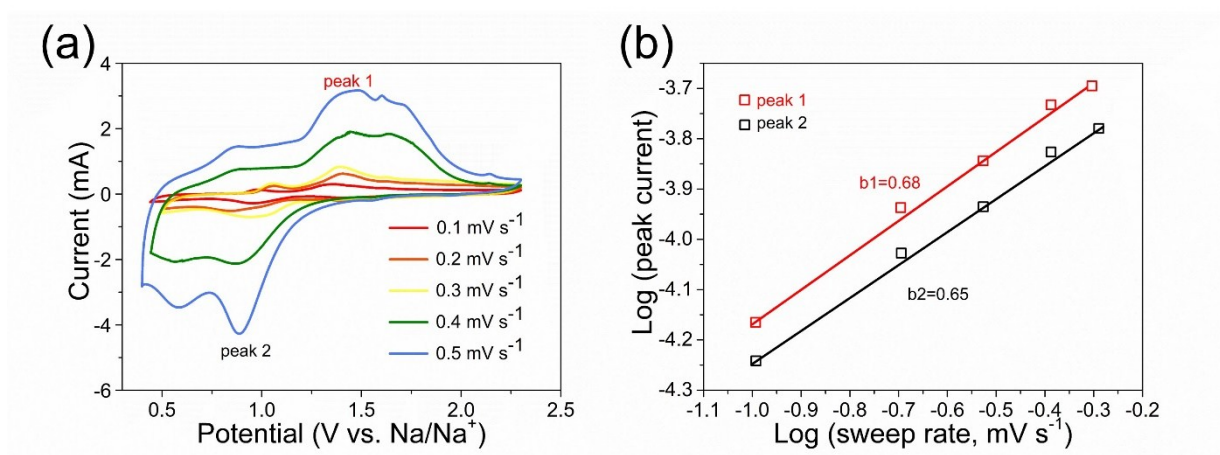 (a)
4
2
0
-2
-4
-6
Current (mA)
peak 1
peak 2
0.1 mV s⁻¹
0.2 mV s⁻¹
0.3 mV s⁻¹
0.4 mV s⁻¹
0.5 mV s⁻¹
0.5
1.0
1.5
2.0
2.5
Potential (V vs. Na/Na⁺)
(b)
-3.7
-3.8
-3.9
-4.0
-4.1
-4.2
-4.3
Log (peak current)
peak 1
peak 2
b1=0.68
b2=0.65
-1.1
-1.0
-0.9
-0.8
-0.7
-0.6
-0.5
-0.4
-0.3
-0.2
Log (sweep rate, mV s⁻¹)